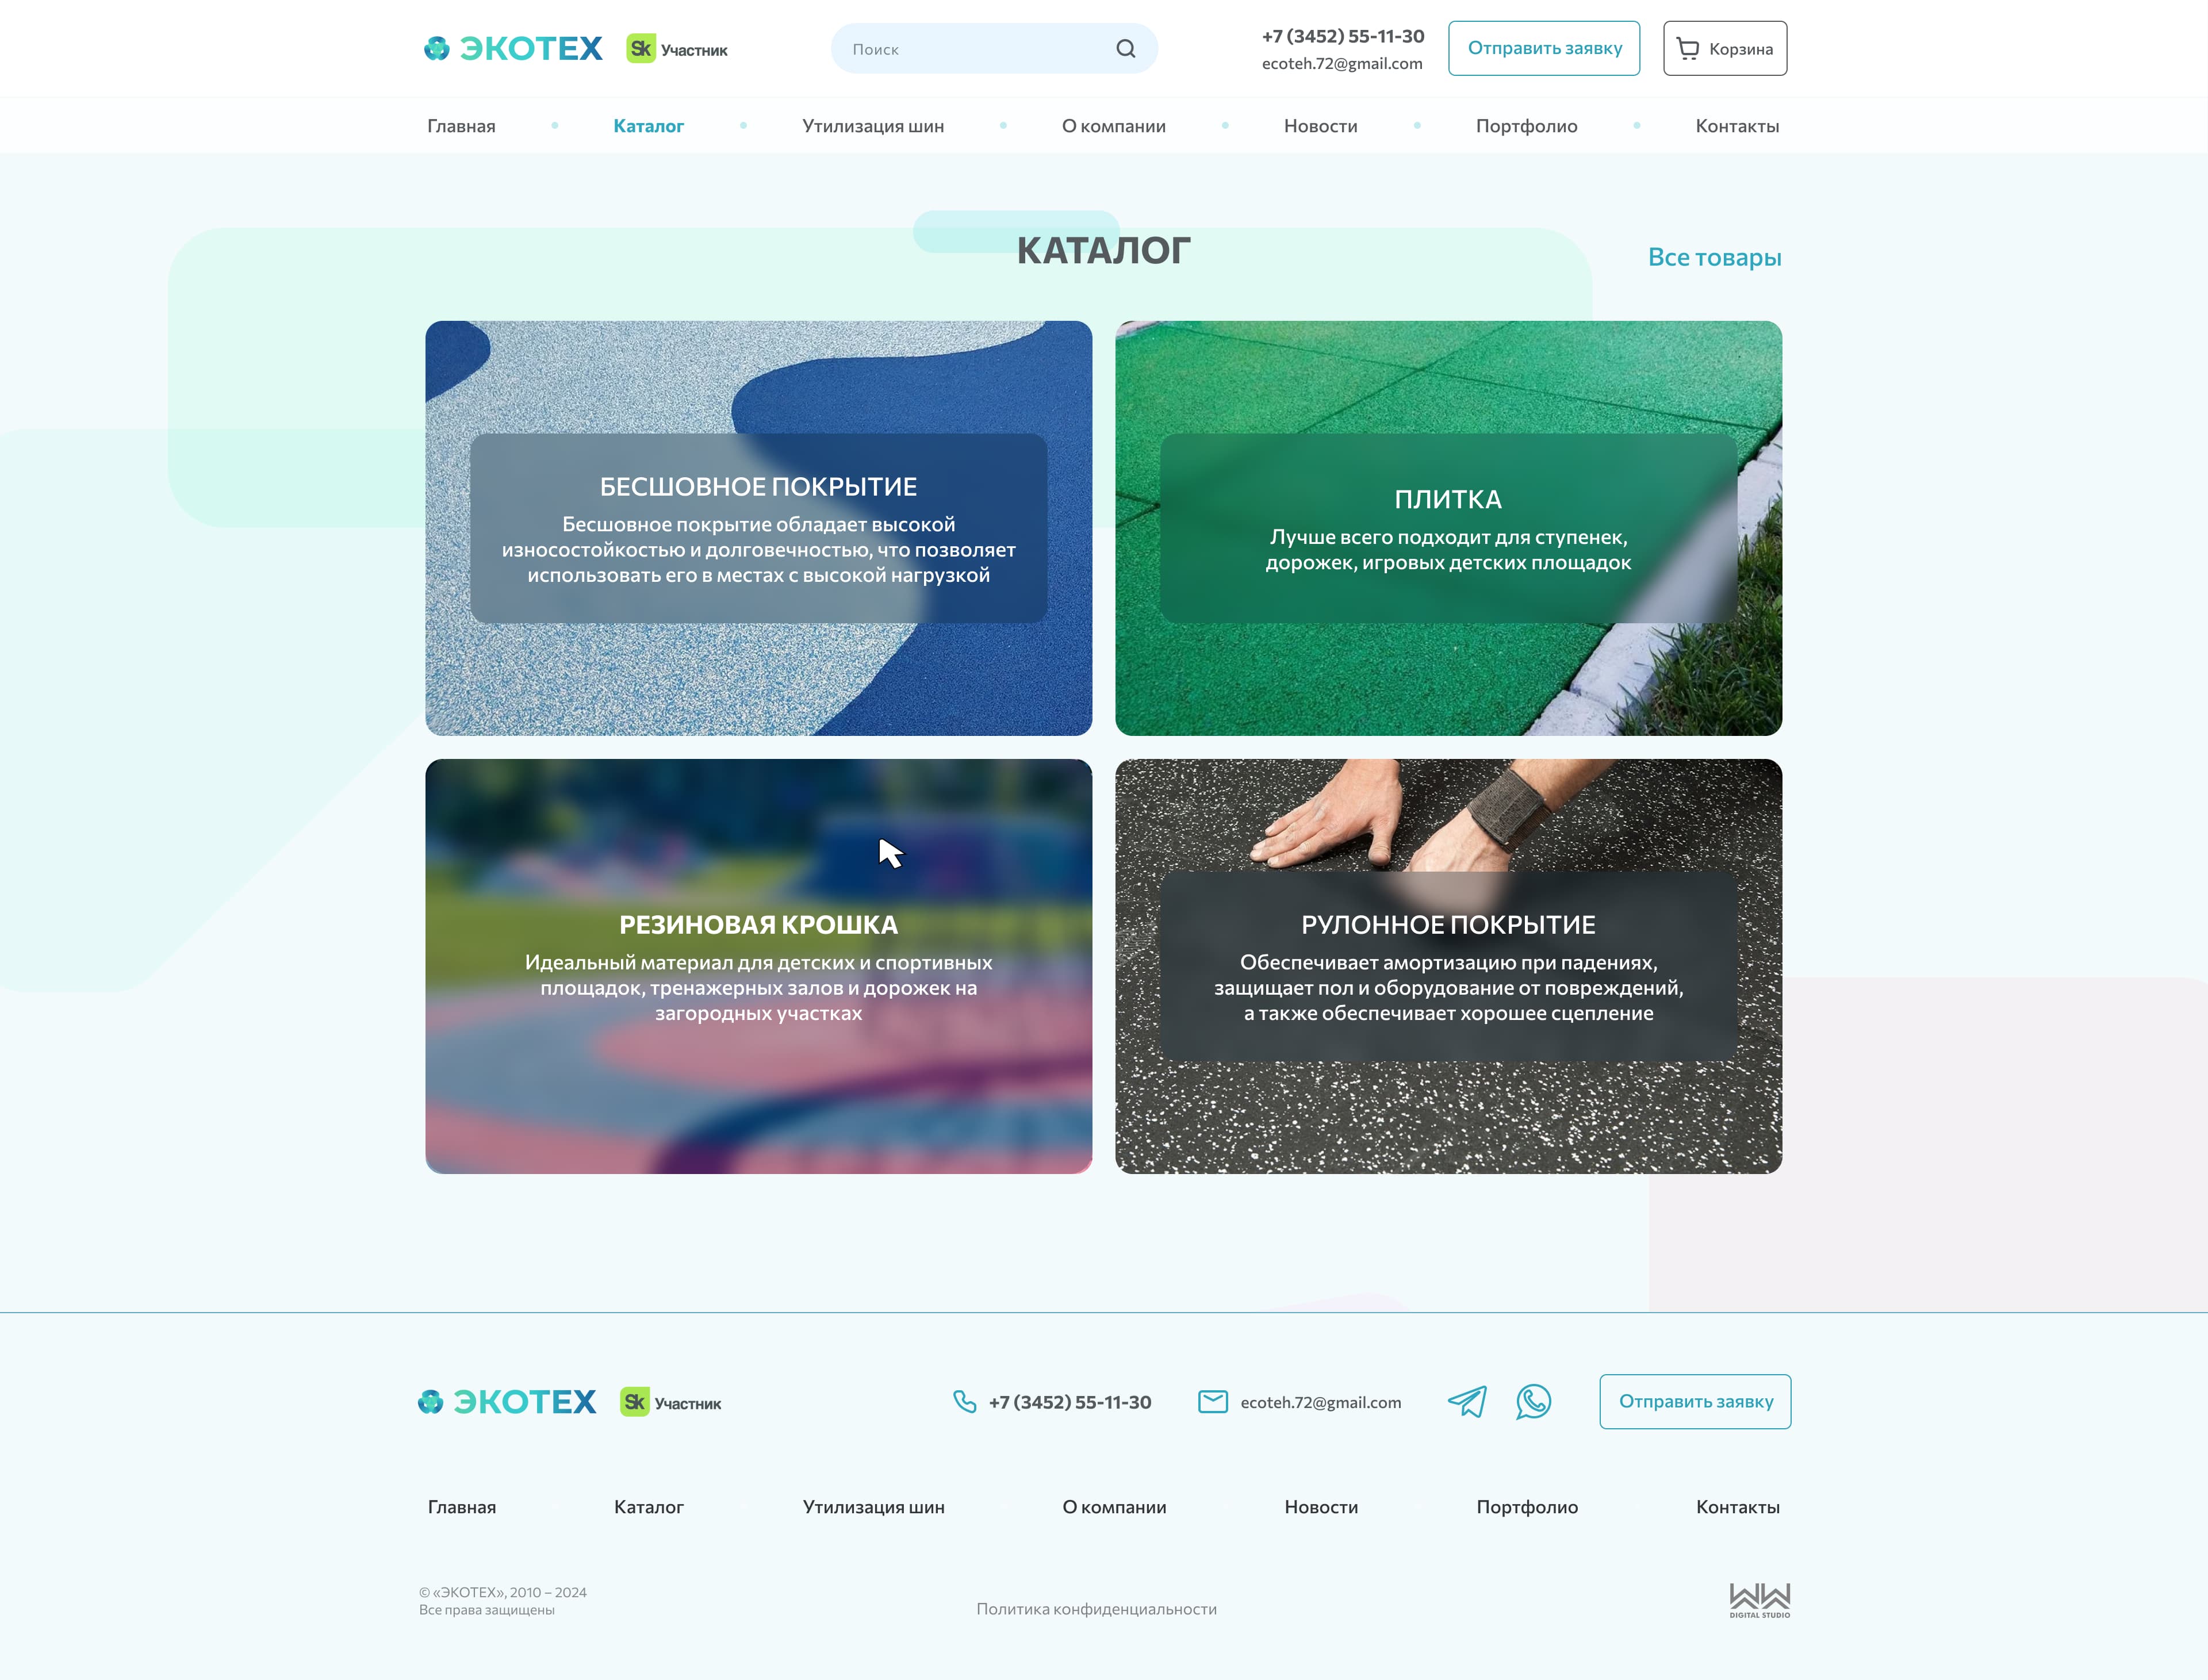 ЭКОТЕХ
Sk Участник
Поиск
+7 (3452) 55-11-30
ecoteh.72@gmail.com
Отправить заявку
Корзина
Главная
Каталог
Утилизация шин
О компании
Новости
Портфолио
Контакты
КАТАЛОГ
Все товары
БЕСШОВНОЕ ПОКРЫТИЕ
Бесшовное покрытие обладает высокой
износостойкостью и долговечностью, что позволяет
использовать его в местах с высокой нагрузкой
ПЛИТКА
Лучше всего подходит для ступенек,
дорожек, игровых детских площадок
РЕЗИНОВАЯ КРОШКА
Идеальный материал для детских и спортивных
площадок, тренажерных залов и дорожек на
загородных участках
РУЛОННОЕ ПОКРЫТИЕ
Обеспечивает амортизацию при падениях,
защищает пол и оборудование от повреждений,
а также обеспечивает хорошее сцепление
ЭКОТЕХ
Sk Участник
+7 (3452) 55-11-30
ecoteh.72@gmail.com
Отправить заявку
Главная
Каталог
Утилизация шин
О компании
Новости
Портфолио
Контакты
© «ЭКОТЕХ», 2010 – 2024
Все права защищены
Политика конфиденциальности
WW
DIGITAL STUDIO